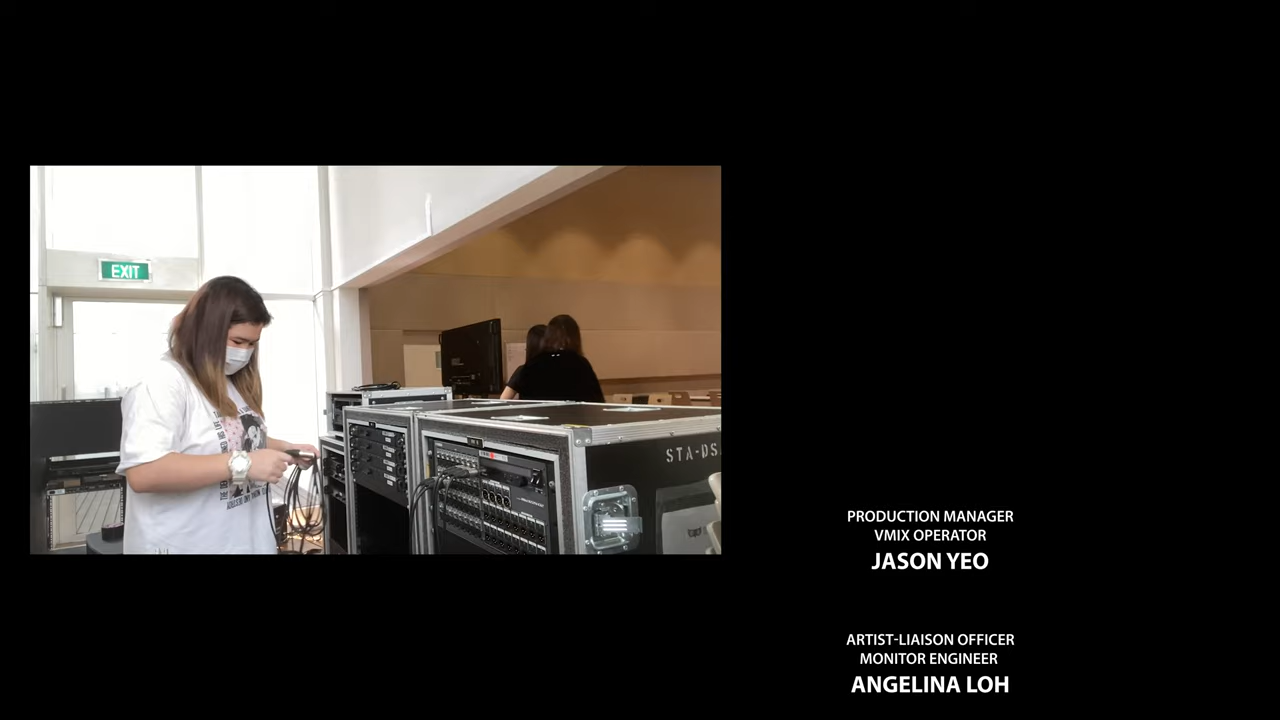 EXIT
STA-DS
PRODUCTION MANAGER
VMIX OPERATOR
JASON YEO
ARTIST-LIAISON OFFICER
MONITOR ENGINEER
ANGELINA LOH